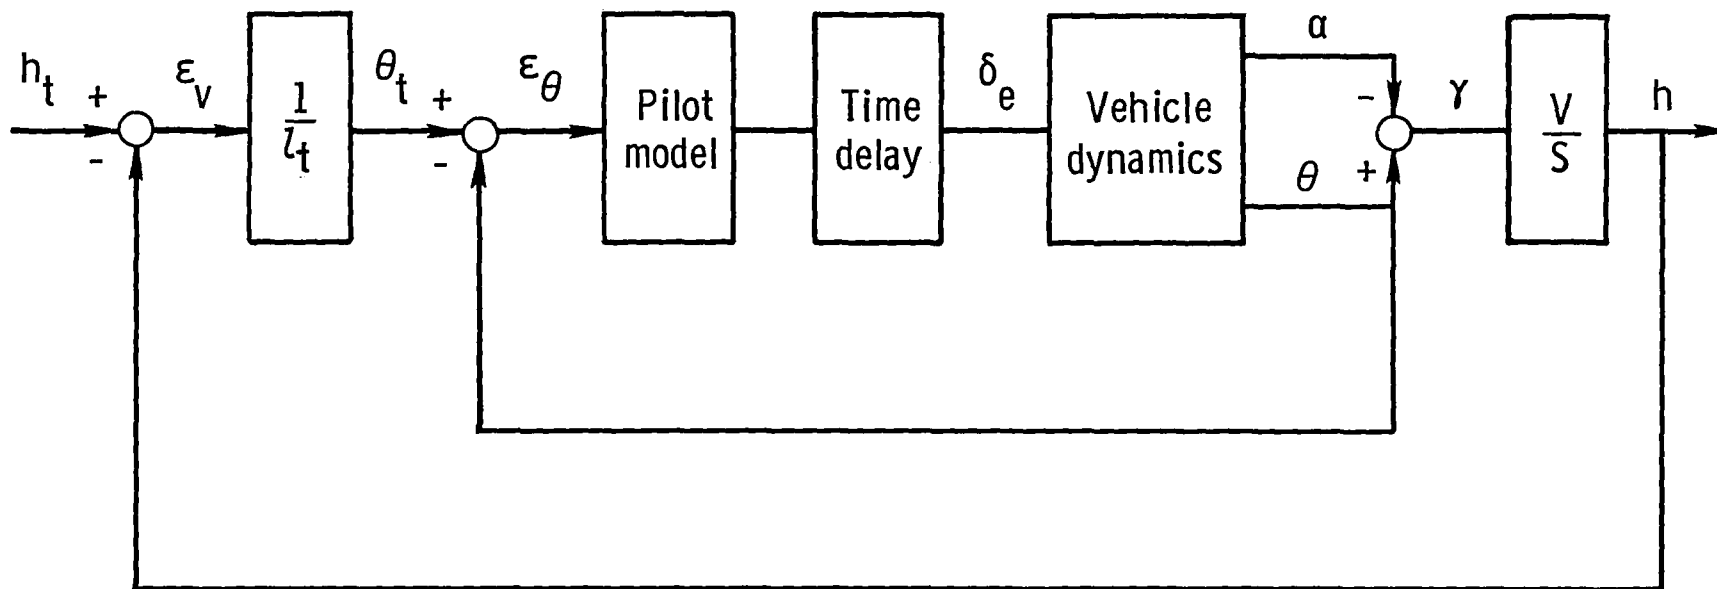 h_t
+
-
ε_v
1
l_t
θ_t
+
-
ε_θ
Pilot
model
Time
delay
δ_e
Vehicle
dynamics
α
-
θ
+
γ
V
S
h